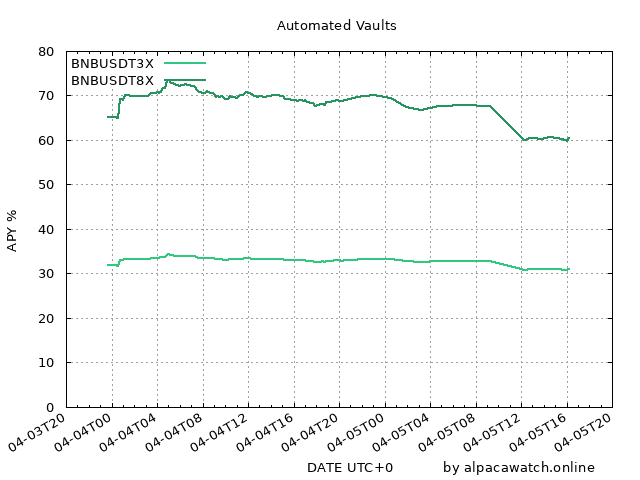 Automated Vaults
BNBUSDT3X
BNBUSDT8X
80
70
60
50
40
30
20
10
0
APY %
04-03T20
04-04T00
04-04T04
04-04T08
04-04T12
04-04T16
04-04T20
04-05T00
04-05T04
04-05T08
04-05T12
04-05T16
04-05T20
DATE UTC+0
by alpacawatch.online